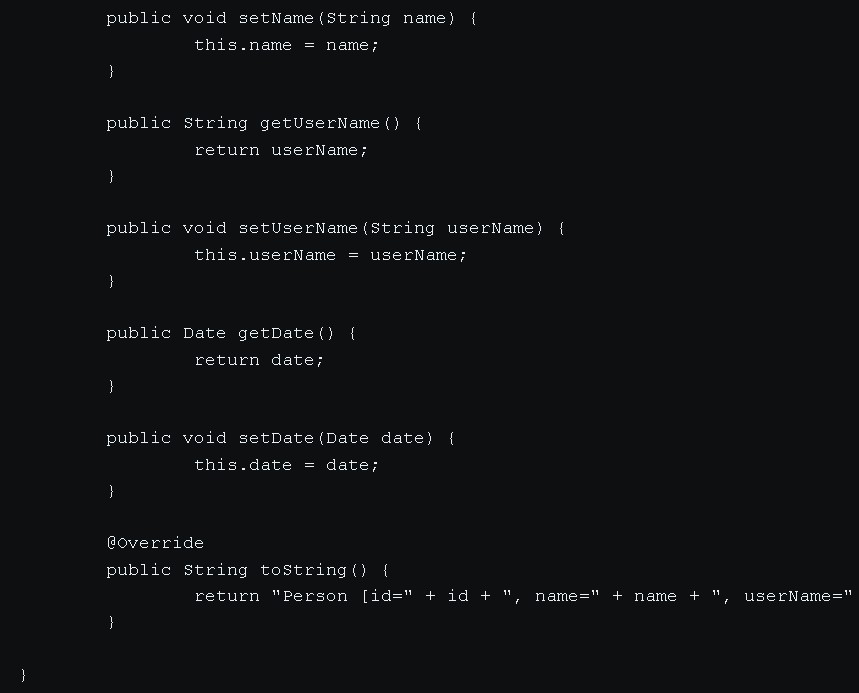 public void setName(String name) {
this.name = name;
}
public String getUserName() {
return userName;
}
public void setUserName(String userName) {
this.userName = userName;
}
public Date getDate() {
return date;
}
public void setDate(Date date) {
this.date = date;
}
@Override
public String toString() {
return "Person [id=" + id + ", name=" + name + ", userName="
}
}